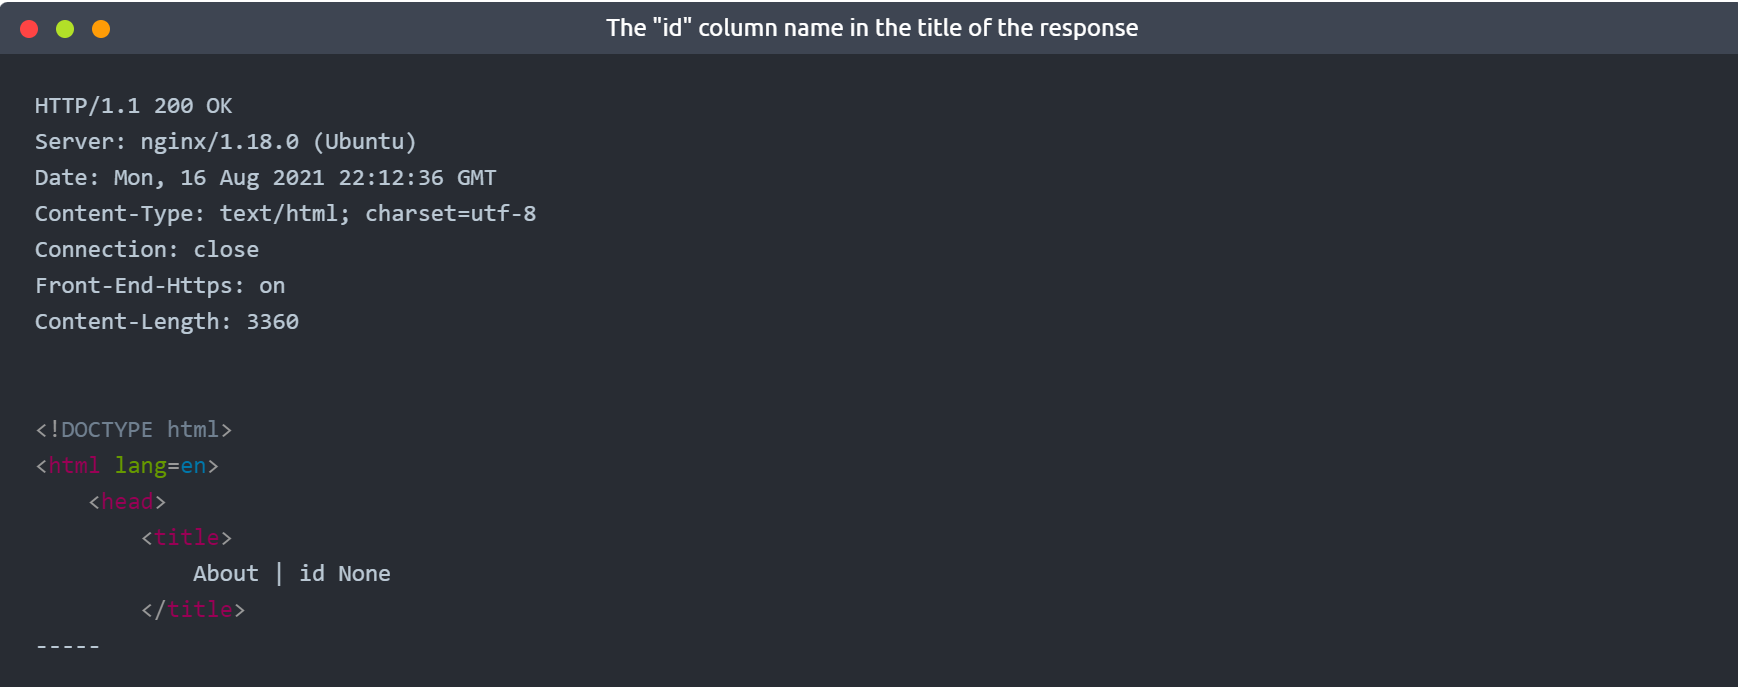 The "id" column name in the title of the response
HTTP/1.1 200 OK
Server: nginx/1.18.0 (Ubuntu)
Date: Mon, 16 Aug 2021 22:12:36 GMT
Content-Type: text/html; charset=utf-8
Connection: close
Front-End-Https: on
Content-Length: 3360
<!DOCTYPE html>
<html lang=en>
    <head>
        <title>
            About | id None
        </title>
-----